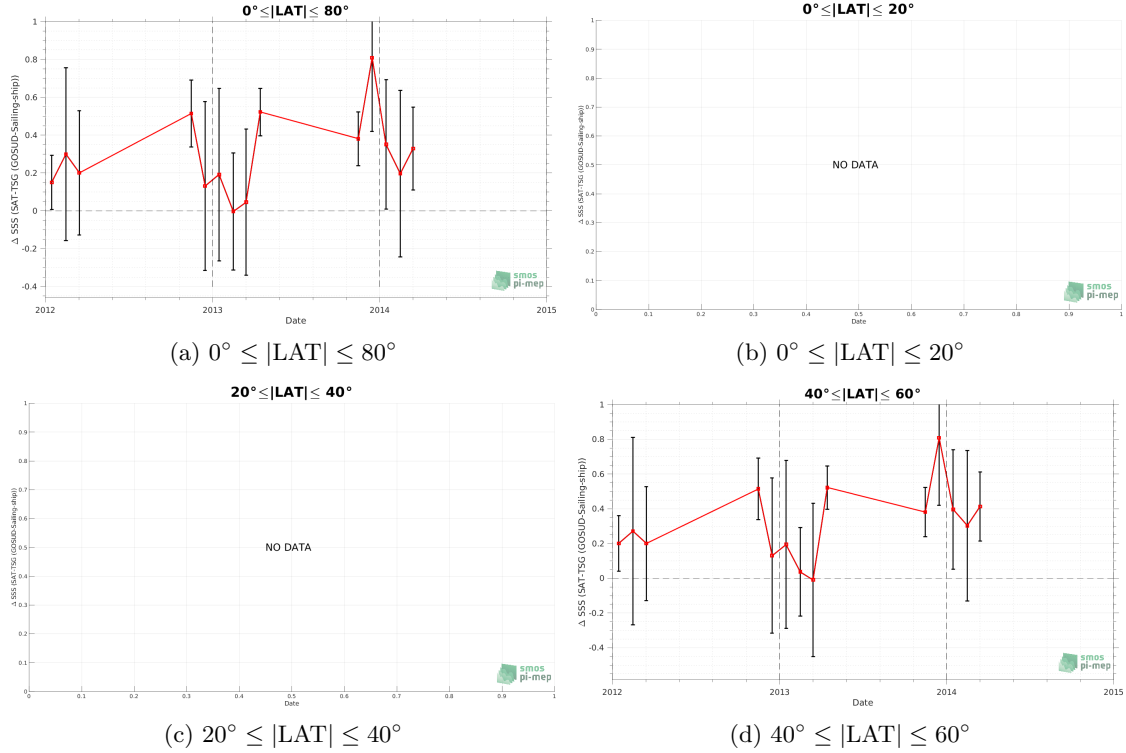 0°≤|LAT|≤ 80°
Δ SSS (SAT-TSG (GOSUD-Sailing-ship))
1
0.8
0.6
0.4
0.2
0
-0.2
-0.4
2012 2013 2014 2015
Date
smos
pi-mep
(a) 0° ≤ |LAT| ≤ 80°
0°≤|LAT|≤ 20°
Δ SSS (SAT-TSG (GOSUD-Sailing-ship))
1
0.9
0.8
0.7
0.6
0.5
0.4
0.3
0.2
0.1
0
NO DATA
0 0.1 0.2 0.3 0.4 0.5 0.6 0.7 0.8 0.9 1
Date
smos
pi-mep
(b) 0° ≤ |LAT| ≤ 20°
20°≤|LAT|≤ 40°
Δ SSS (SAT-TSG (GOSUD-Sailing-ship))
1
0.9
0.8
0.7
0.6
0.5
0.4
0.3
0.2
0.1
0
NO DATA
0 0.1 0.2 0.3 0.4 0.5 0.6 0.7 0.8 0.9 1
Date
smos
pi-mep
(c) 20° ≤ |LAT| ≤ 40°
40°≤|LAT|≤ 60°
Δ SSS (SAT-TSG (GOSUD-Sailing-ship))
1
0.8
0.6
0.4
0.2
0
-0.2
-0.4
2012 2013 2014 2015
Date
smos
pi-mep
(d) 40° ≤ |LAT| ≤ 60°